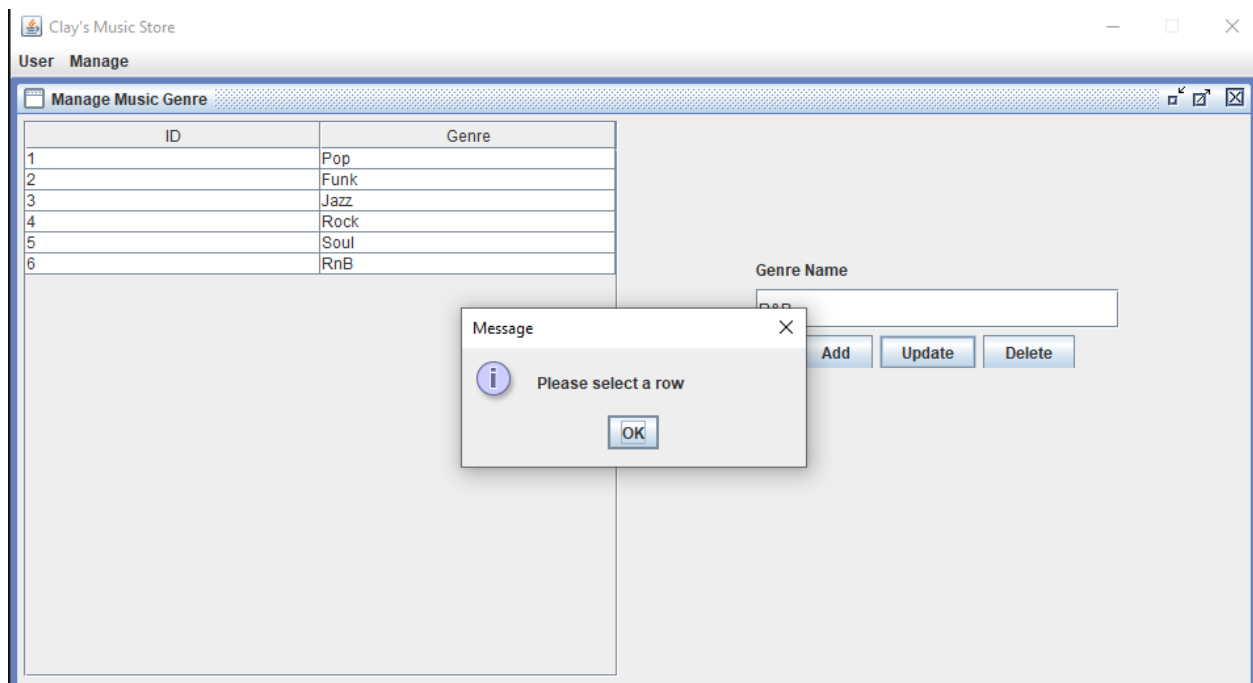 Clay's Music Store
User Manage
Manage Music Genre
ID Genre
1 Pop
2 Funk
3 Jazz
4 Rock
5 Soul
6 RnB
Genre Name
Message
Please select a row
OK
Add Update Delete